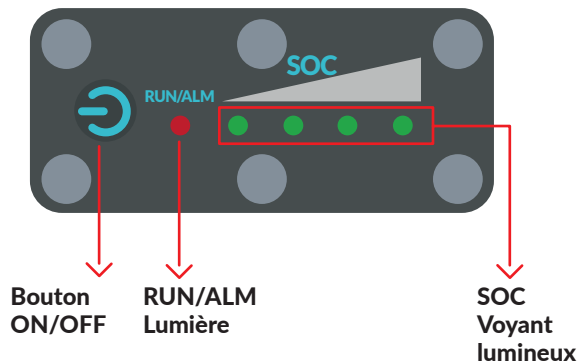 SOC
RUN/ALM
Bouton
ON/OFF
RUN/ALM
Lumière
SOC
Voyant
lumineux